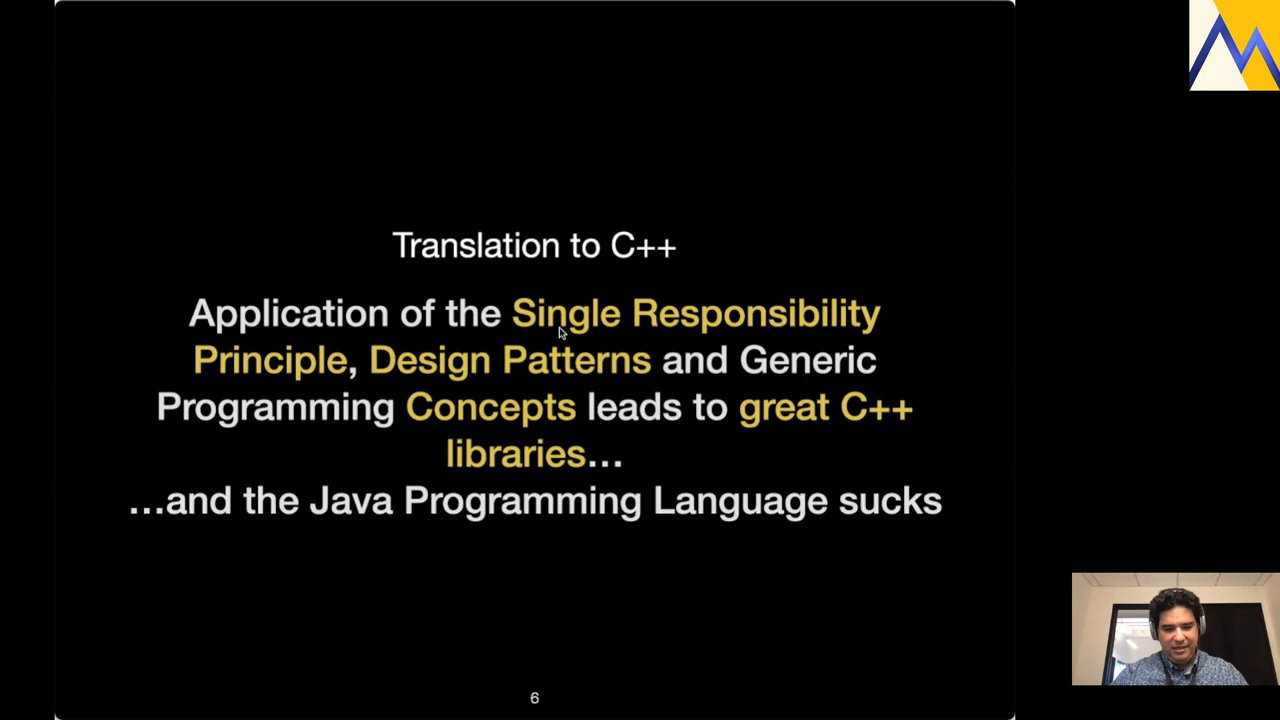 Translation to C++
Application of the Single Responsibility
Principle, Design Patterns and Generic
Programming Concepts leads to great C++
libraries…
…and the Java Programming Language sucks
6